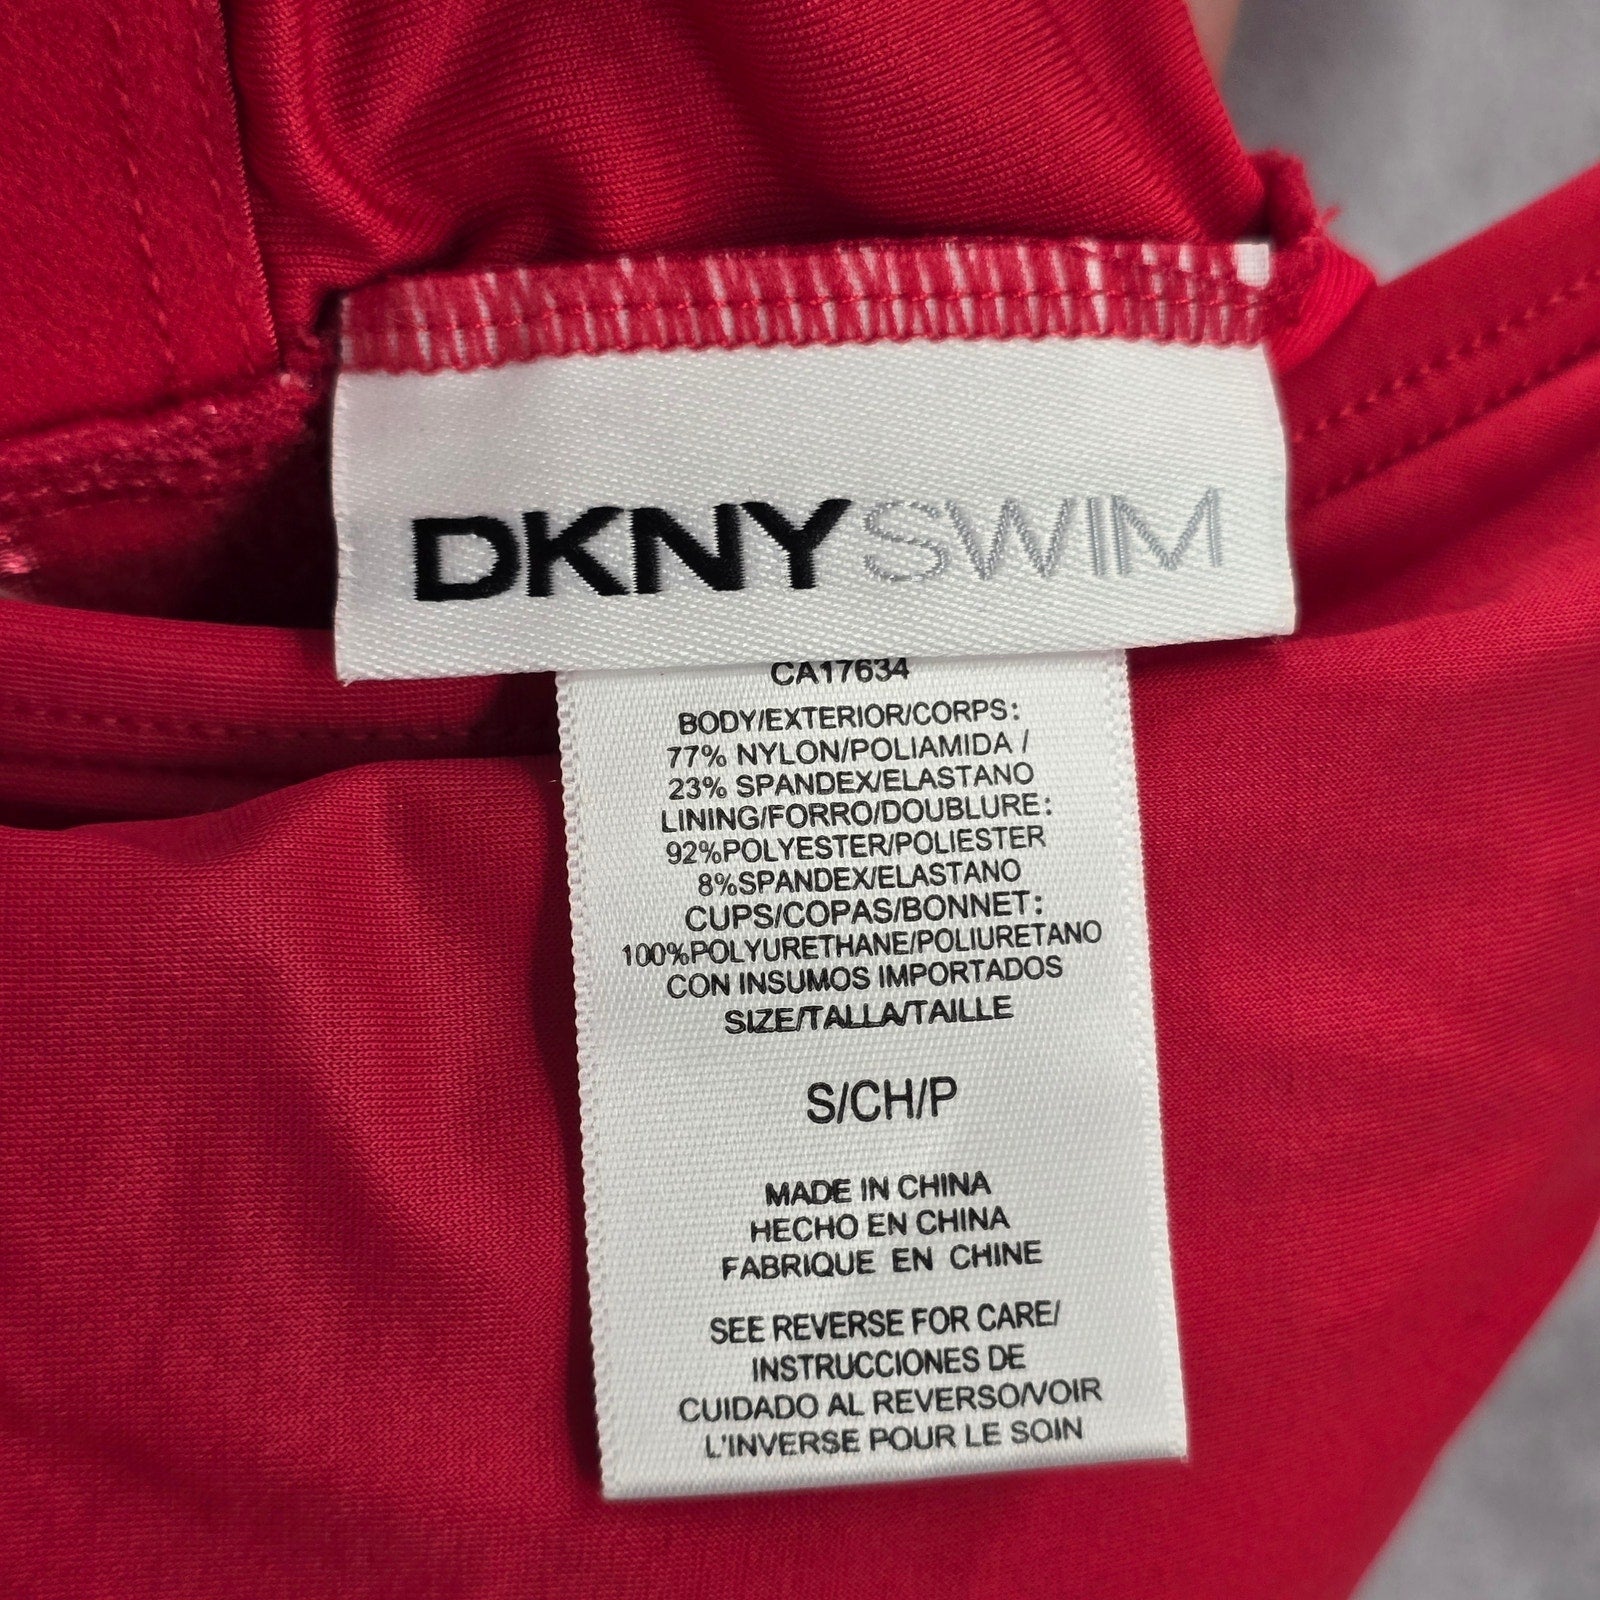 DKNYSWIM
CA17634
BODY/EXTERIOR/CORPS:
77% NYLON/POLIAMIDA /
23% SPANDEX/ELASTANO
LINING/FORRO/DOUBLURE:
92%POLYESTER/POLIESTER
8%SPANDEX/ELASTANO
CUPS/COPAS/BONNET:
100%POLYURETHANE/POLIURETANO
CON INSUMOS IMPORTADOS
SIZE/TALLA/TAILLE
S/CH/P
MADE IN CHINA
HECHO EN CHINA
FABRIQUE EN CHINE
SEE REVERSE FOR CARE/
INSTRUCCIONES DE
CUIDADO AL REVERSO/VOIR
L'INVERSE POUR LE SOIN